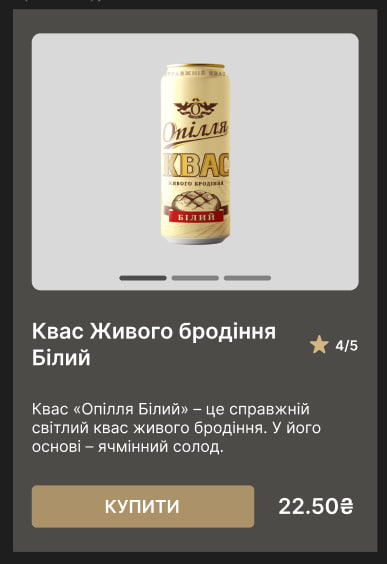 СПРАВЖНІЙ КВАС
Опілля
КВАС
ЖИВОГО БРОДІННЯ
БІЛИЙ
Квас Живого бродіння
Білий
4/5
Квас «Опілля Білий» – це справжній
світлий квас живого бродіння. У його
основі – ячмінний солод.
КУПИТИ
22.50₴